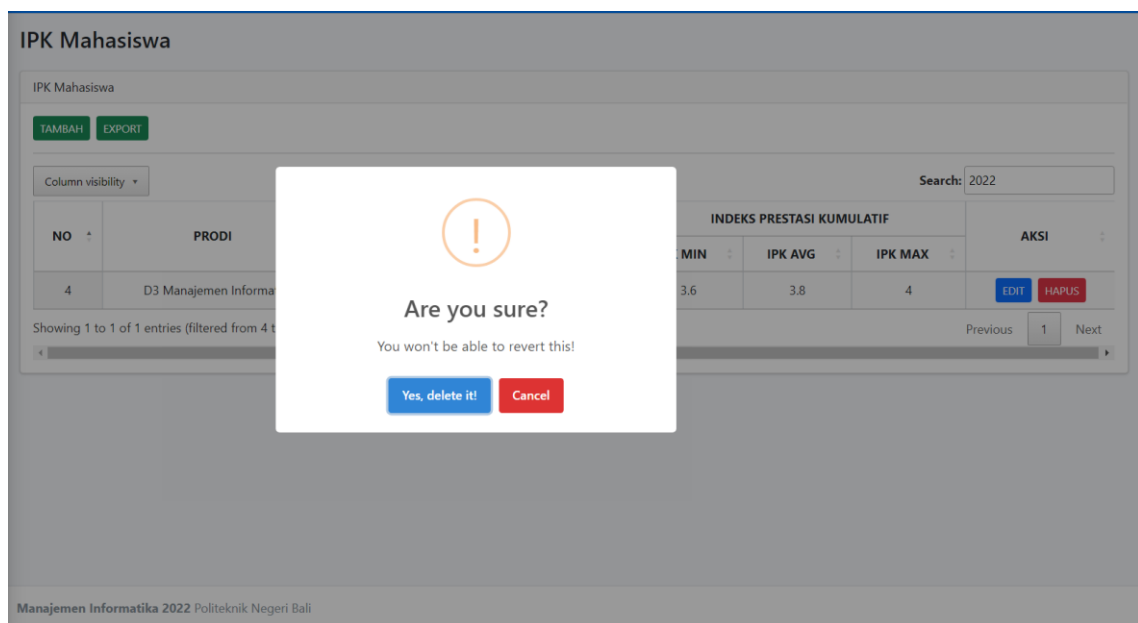 IPK Mahasiswa
IPK Mahasiswa
TAMBAH EXPORT
Column visibility
Search: 2022
NO PRODI INDEKS PRESTASI KUMULATIF AKSI
MIN IPK AVG IPK MAX
4 D3 Manajemen Informa 3.6 3.8 4 EDIT HAPUS
Showing 1 to 1 of 1 entries (filtered from 4 t
Previous 1 Next
!
Are you sure?
You won't be able to revert this!
Yes, delete it! Cancel
Manajemen Informatika 2022 Politeknik Negeri Bali